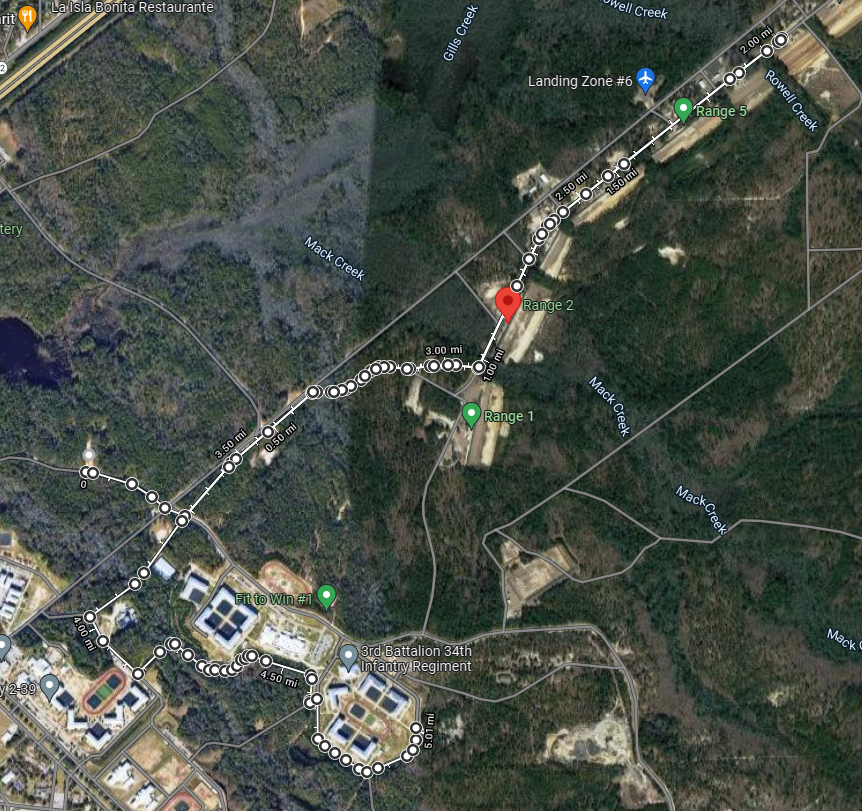 La Isla Bonita Restaurante
arit
2
Gills Creek
Rowell Creek
2.00 mi
Landing Zone #6
Range 5
Rowell Creek
2.50 mi
1.50 mi
tery
Mack Creek
Range 2
3.00 mi
1.00 mi
Mack Creek
Range 1
3.50 mi
0.50 mi
0
Mack Creek
Fit to Win #1
4.00 mi
Mack C
3rd Battalion 34th
Infantry Regiment
4.50 mi
y 2-39
5.01 mi